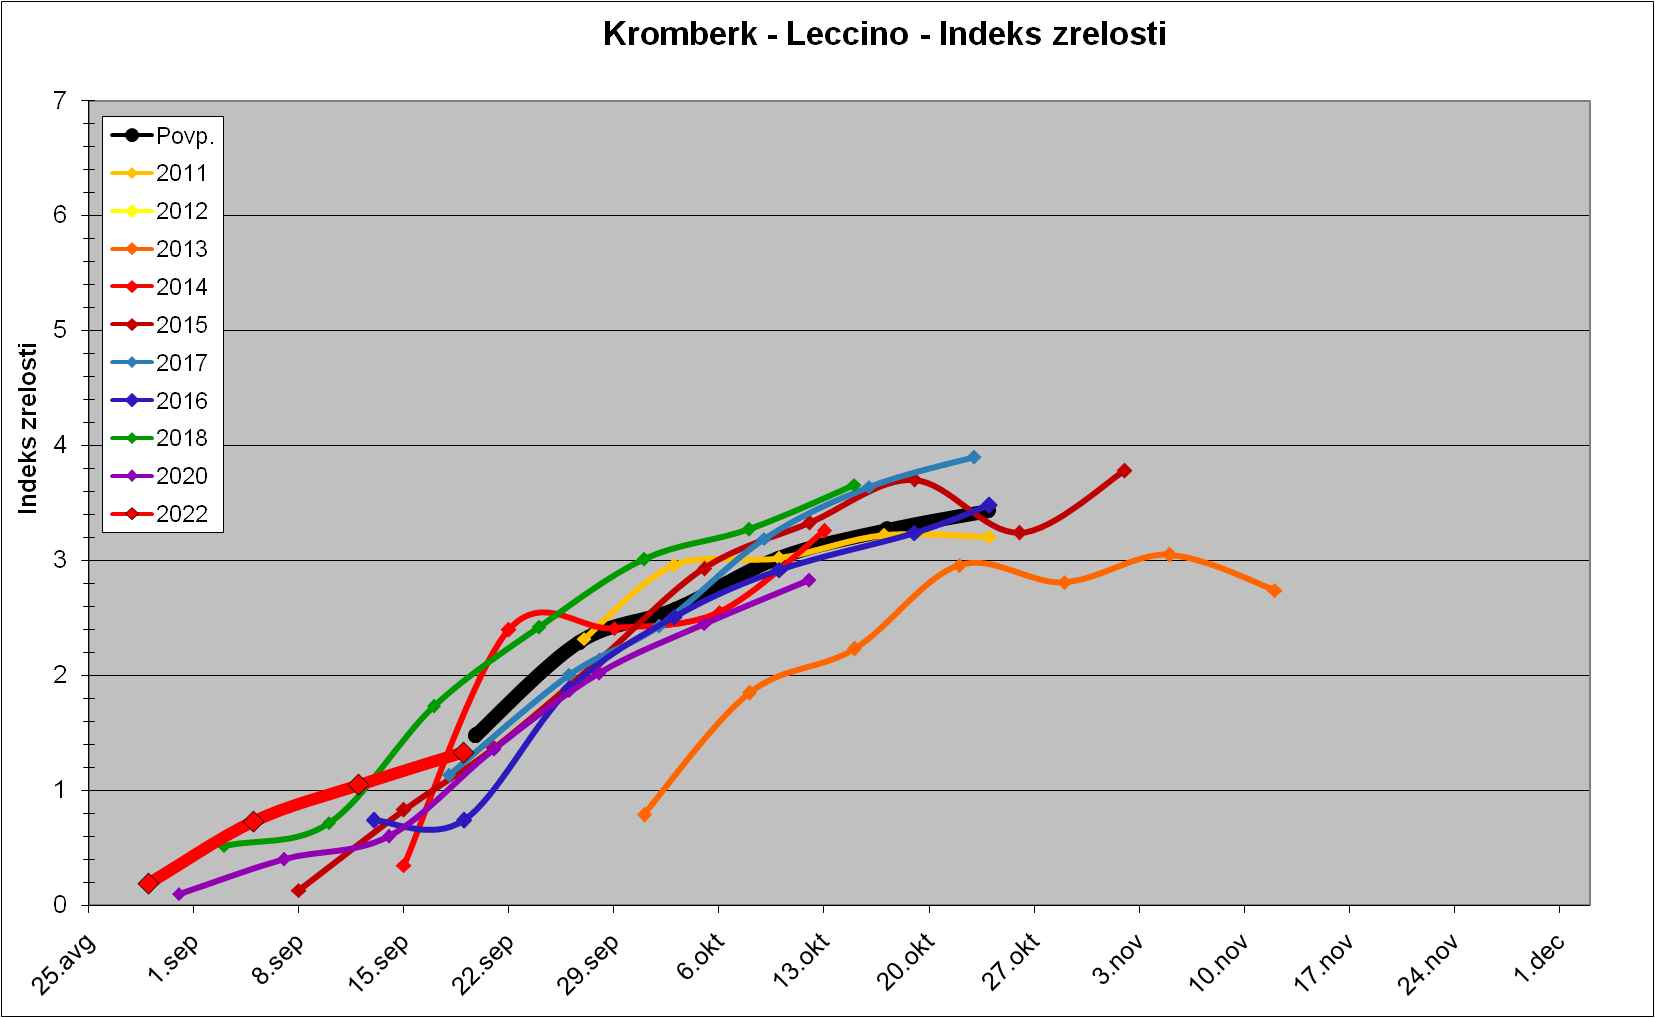 Kromberk - Leccino - Indeks zrelosti
Indeks zrelosti
7
6
5
4
3
2
1
0
Povp.
2011
2012
2013
2014
2015
2017
2016
2018
2020
2022
25.avg
1.sep
8.sep
15.sep
22.sep
29.sep
6.okt
13.okt
20.okt
27.okt
3.nov
10.nov
17.nov
24.nov
1.dec